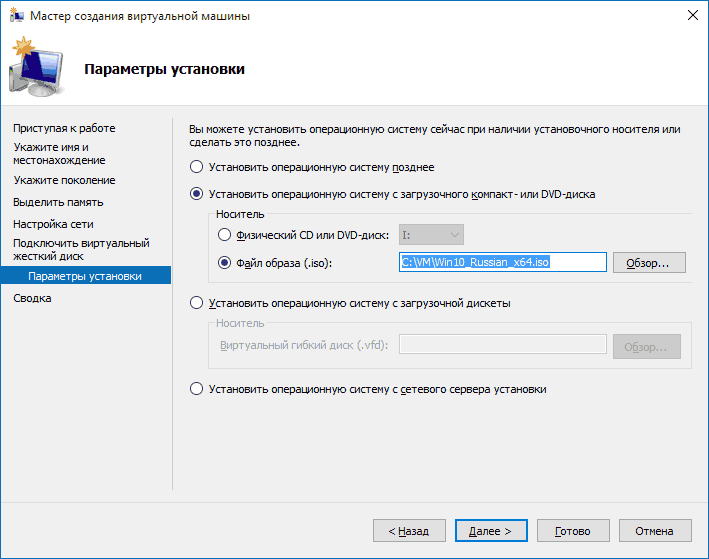 Мастер создания виртуальной машины
Параметры установки
Приступая к работе
Укажите имя и
местонахождение
Укажите поколение
Выделить память
Настройка сети
Подключить виртуальный
жесткий диск
Параметры установки
Сводка
Вы можете установить операционную систему сейчас при наличии установочного носителя или
сделать это позднее.
Установить операционную систему позднее
Установить операционную систему с загрузочного компакт- или DVD-диска
Носитель
Физический CD или DVD-диск:
I:
Файл образа (.iso):
C:\VM\Win10_Russian_x64.iso
Обзор...
Установить операционную систему с загрузочной дискеты
Носитель
Виртуальный гибкий диск (.vfd):
Обзор...
Установить операционную систему с сетевого сервера установки
< Назад
Далее >
Готово
Отмена